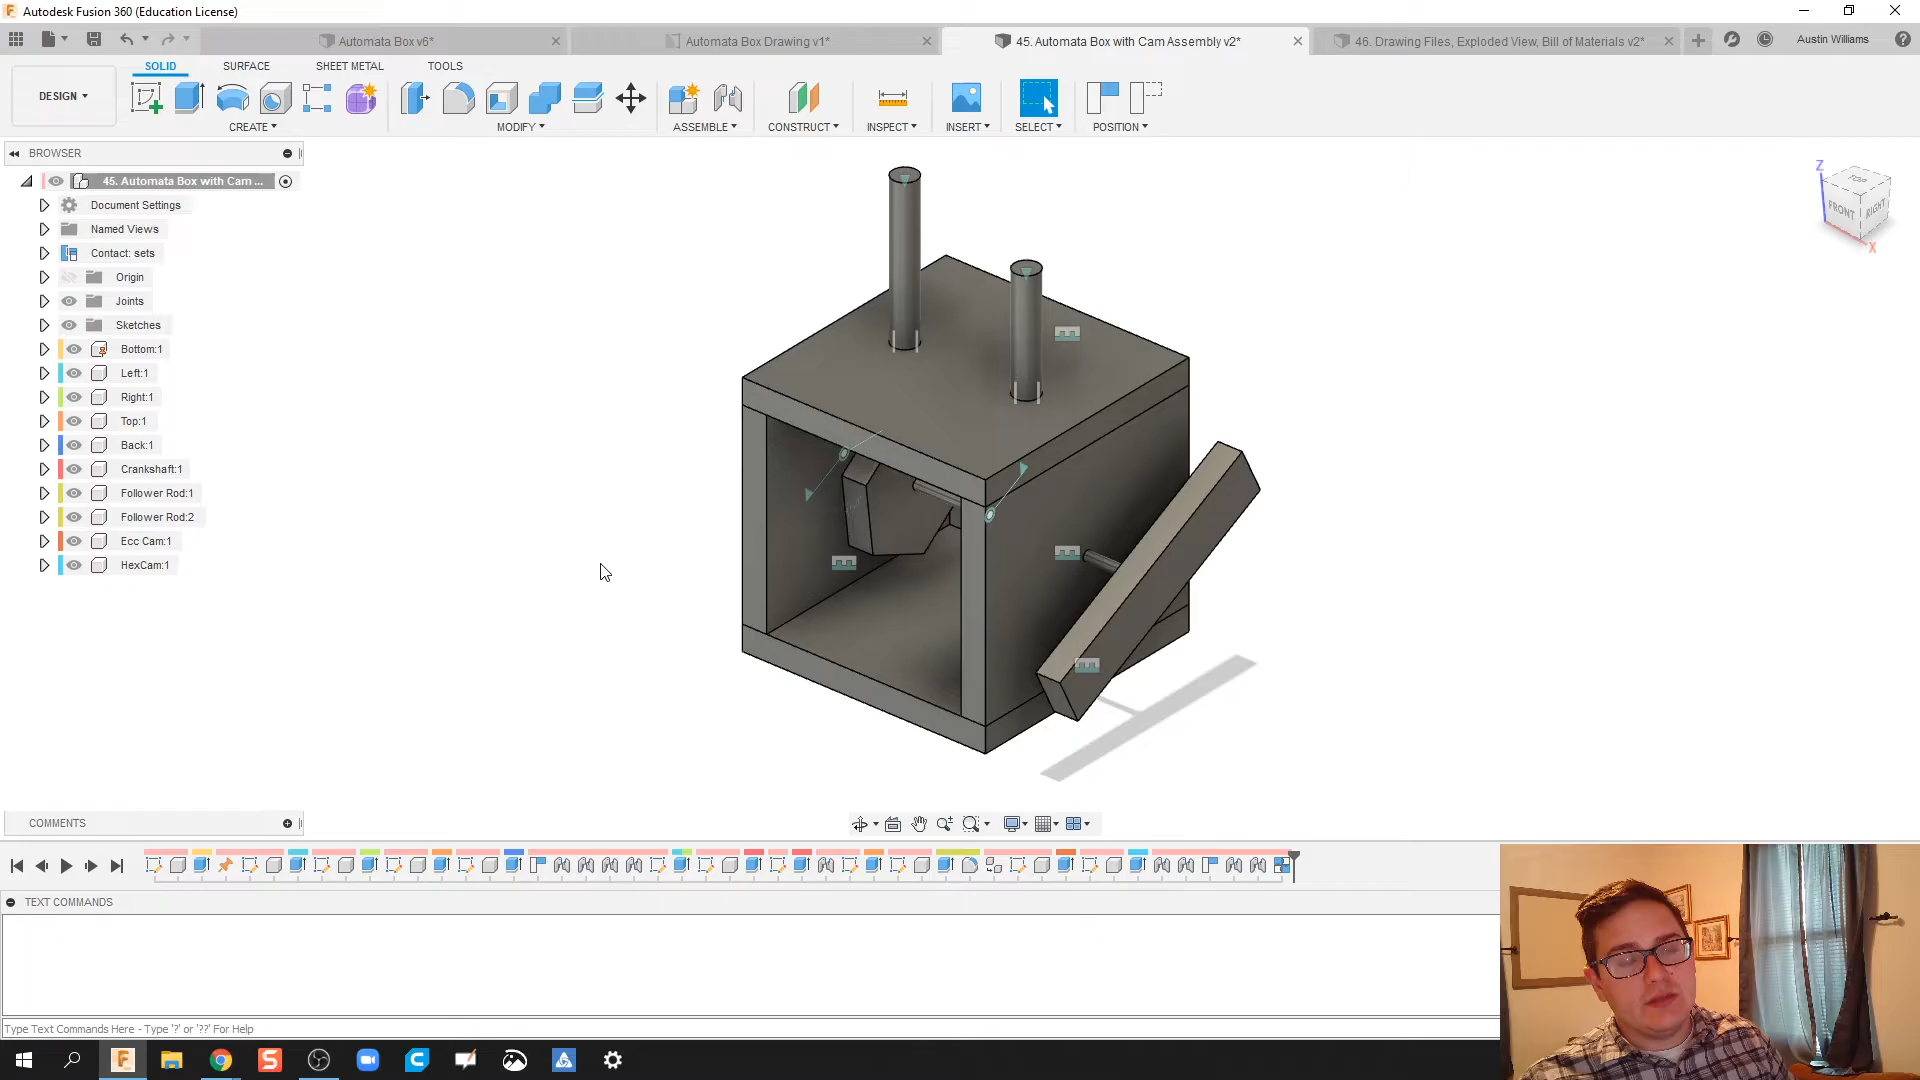 Autodesk Fusion 360 (Education License)
Automata Box v6*
Automata Box Drawing v1*
45. Automata Box with Cam Assembly v2*
46. Drawing Files, Exploded View, Bill of Materials v2*
Austin Williams
SOLID
SURFACE
SHEET METAL
TOOLS
DESIGN
CREATE
MODIFY
ASSEMBLE
CONSTRUCT
INSPECT
INSERT
SELECT
POSITION
BROWSER
45. Automata Box with Cam ...
Document Settings
Named Views
Contact: sets
Origin
Joints
Sketches
Bottom:1
Left:1
Right:1
Top:1
Back:1
Crankshaft:1
Follower Rod:1
Follower Rod:2
Ecc Cam:1
HexCam:1
Z
TOP
FRONT
RIGHT
X
COMMENTS
TEXT COMMANDS
Type Text Commands Here - Type '?' or '??' For Help